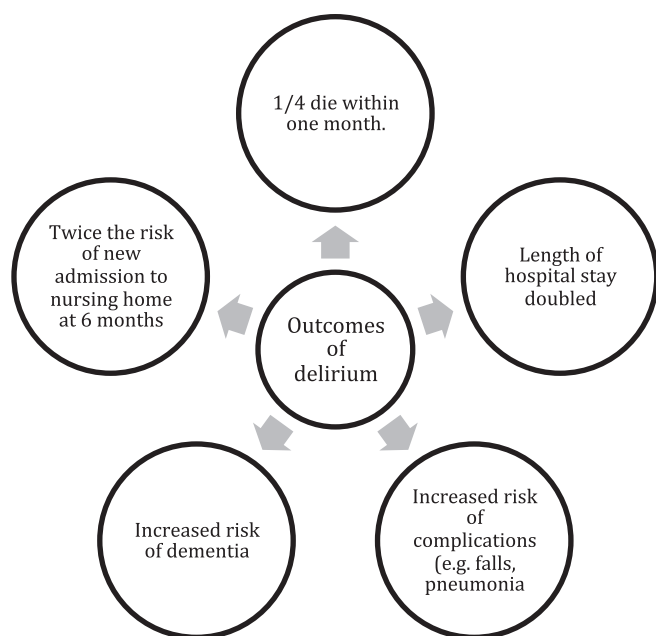 1/4 die within
one month.
Twice the risk
of new
admission to
nursing home
at 6 months
Length of
hospital stay
doubled
Outcomes
of
delirium
Increased risk
of dementia
Increased risk
of
complications
(e.g. falls,
pneumonia